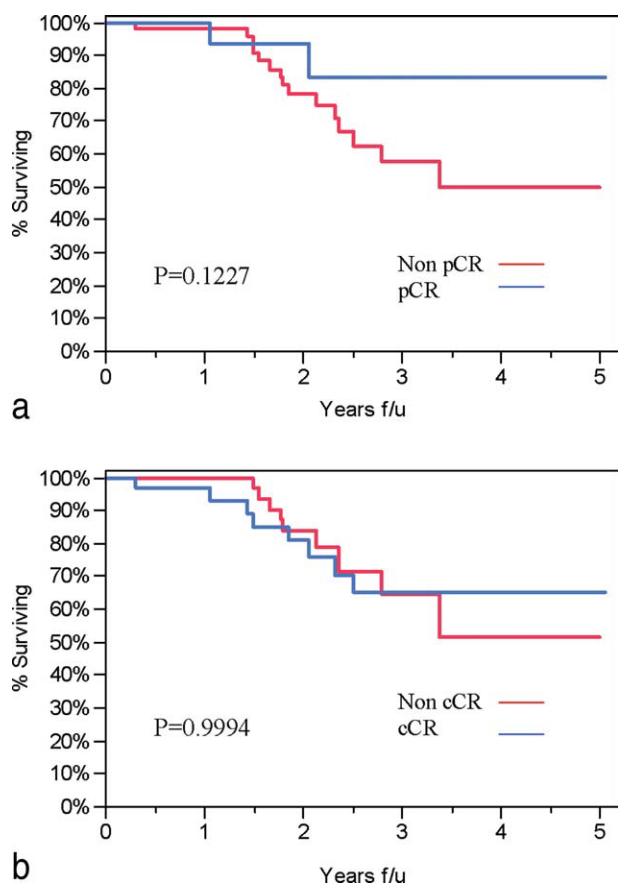 100%
90%
80%
70%
60%
50%
40%
30%
20%
10%
0%
% Surviving
P=0.1227
Non pCR
pCR
0 1 2 3 4 5
Years f/u
a
100%
90%
80%
70%
60%
50%
40%
30%
20%
10%
0%
% Surviving
P=0.9994
Non cCR
cCR
0 1 2 3 4 5
Years f/u
b